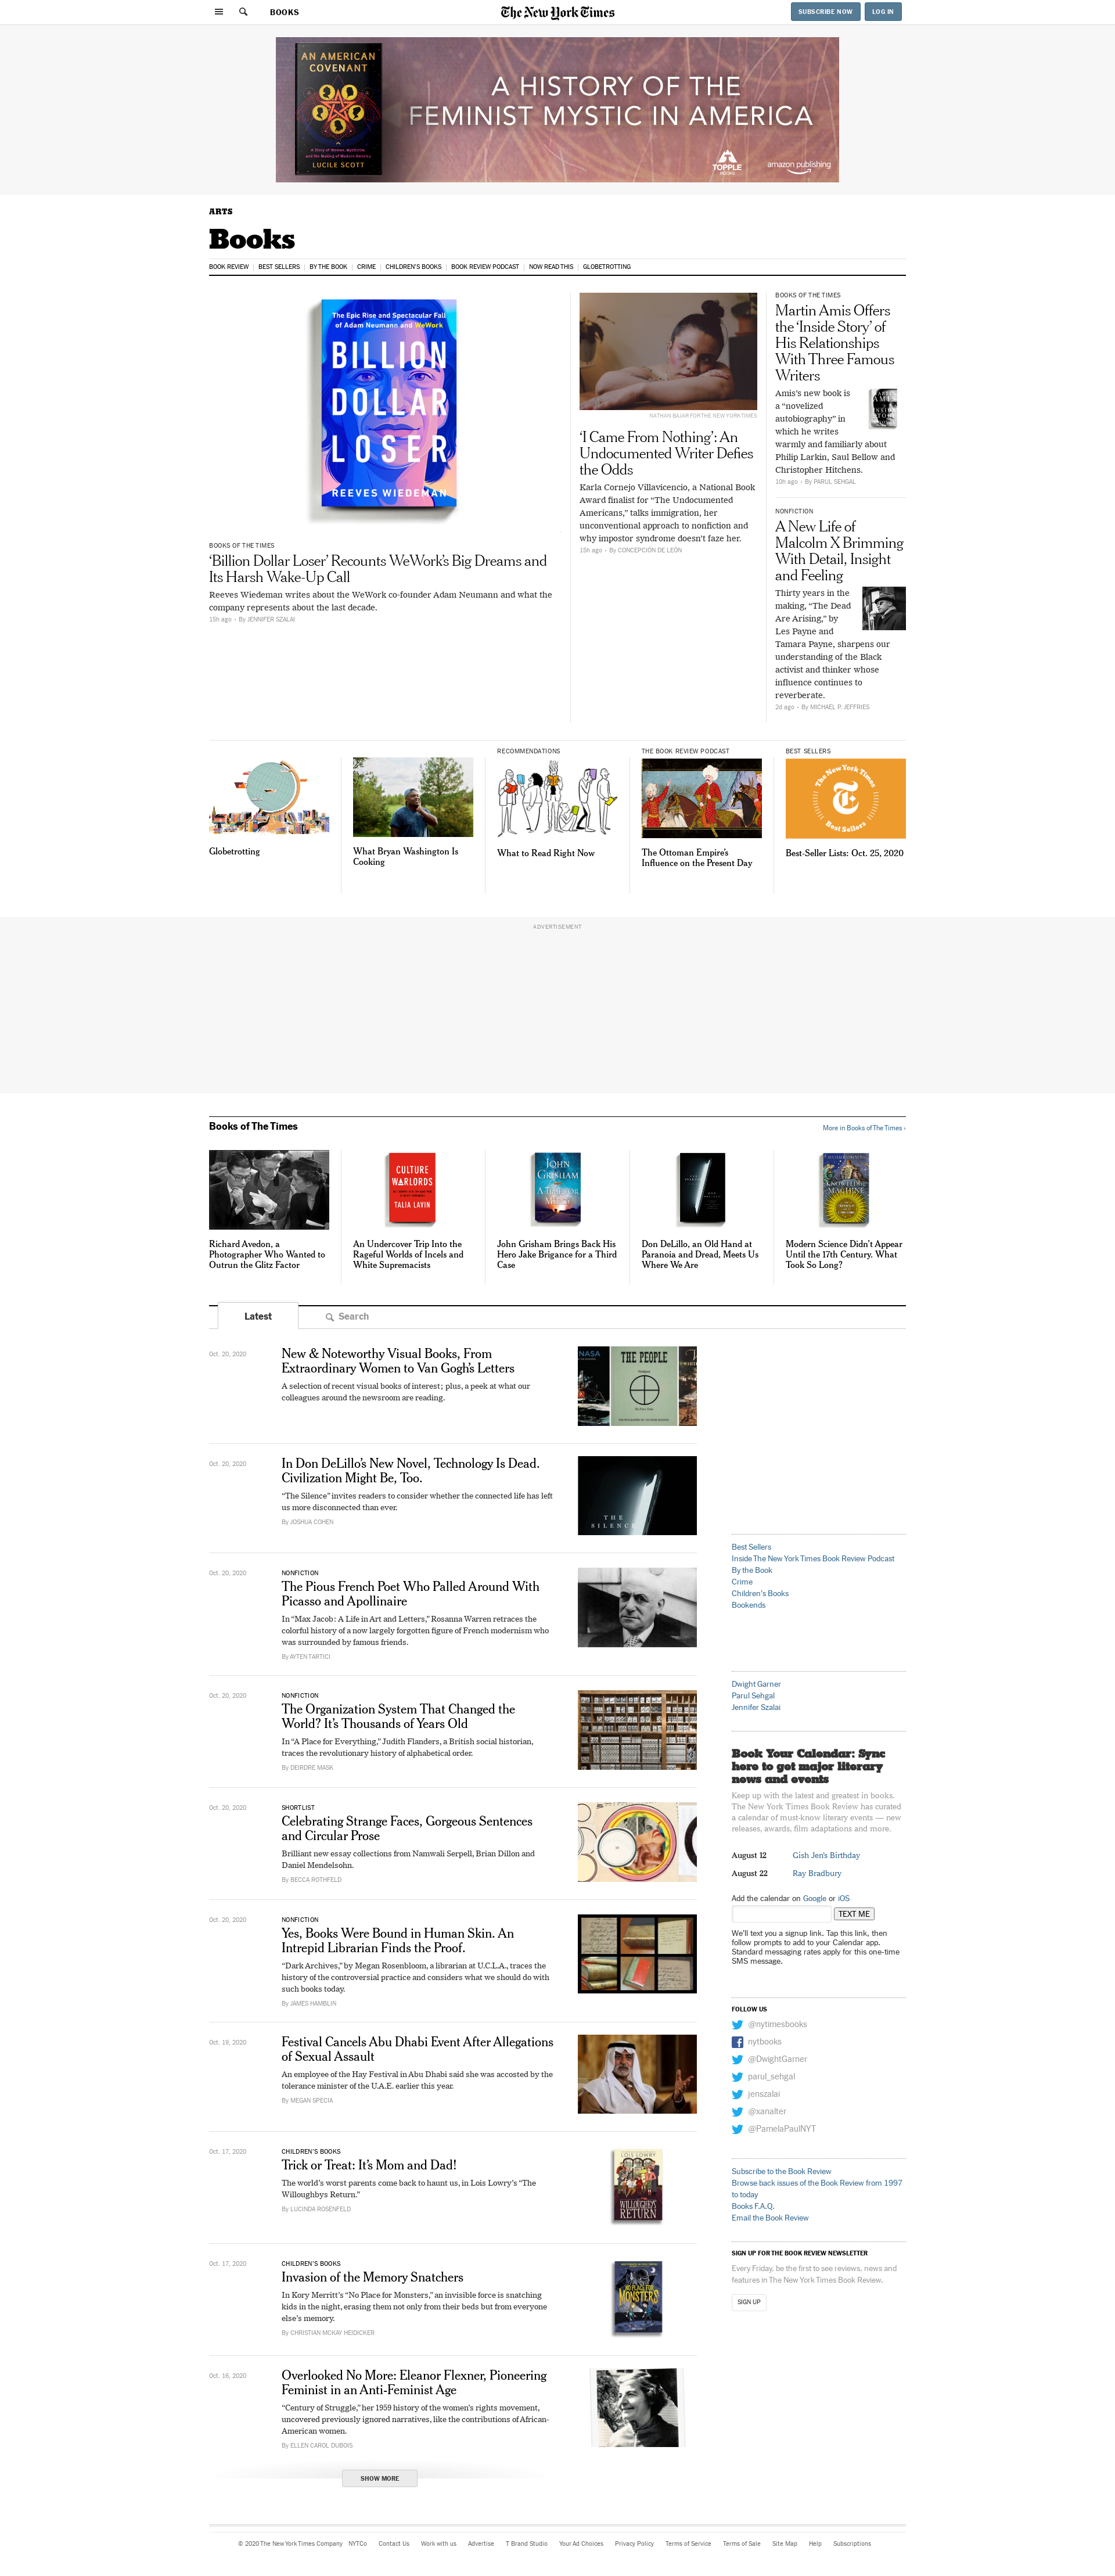 BOOKS
The New York Times
SUBSCRIBE NOW
LOG IN
AN AMERICAN
COVENANT
LUCILE SCOTT
A HISTORY OF THE
FEMINIST MYSTIC IN AMERICA
TOPPLE
BOOKS
amazon publishing
ARTS
Books
BOOK REVIEW
BEST SELLERS
BY THE BOOK
CRIME
CHILDREN'S BOOKS
BOOK REVIEW PODCAST
NOW READ THIS
GLOBETROTTING
The Epic Rise and Spectacular Fall
of Adam Neumann and WeWork
BILLION
DOLLAR
LOSER
REEVES WIEDEMAN
BOOKS OF THE TIMES
‘Billion Dollar Loser’ Recounts WeWork’s Big Dreams and
Its Harsh Wake-Up Call
Reeves Wiedeman writes about the WeWork co-founder Adam Neumann and what the
company represents about the last decade.
15h ago • By JENNIFER SZALAI
NATHAN BAJAR FOR THE NEW YORK TIMES
‘I Came From Nothing’: An
Undocumented Writer Defies
the Odds
Karla Cornejo Villavicencio, a National Book
Award finalist for “The Undocumented
Americans,” talks immigration, her
unconventional approach to nonfiction and
why impostor syndrome doesn’t faze her.
15h ago • By CONCEPCIÓN DE LEÓN
BOOKS OF THE TIMES
Martin Amis Offers
the ‘Inside Story’ of
His Relationships
With Three Famous
Writers
Amis’s new book is
a “novelized
autobiography” in
which he writes
warmly and familiarly about
Philip Larkin, Saul Bellow and
Christopher Hitchens.
10h ago • By PARUL SEHGAL
NONFICTION
A New Life of
Malcolm X Brimming
With Detail, Insight
and Feeling
Thirty years in the
making, “The Dead
Are Arising,” by
Les Payne and
Tamara Payne, sharpens our
understanding of the Black
activist and thinker whose
influence continues to
reverberate.
2d ago • By MICHAEL P. JEFFRIES
Globetrotting
What Bryan Washington Is
Cooking
RECOMMENDATIONS
What to Read Right Now
THE BOOK REVIEW PODCAST
The Ottoman Empire’s
Influence on the Present Day
BEST SELLERS
The New York Times
Best Sellers
Best-Seller Lists: Oct. 25, 2020
ADVERTISEMENT
Books of The Times
More in Books of The Times ›
Richard Avedon, a
Photographer Who Wanted to
Outrun the Glitz Factor
CULTURE
WARLORDS
TALIA LAVIN
An Undercover Trip Into the
Rageful Worlds of Incels and
White Supremacists
JOHN
GRISHAM
A TIME FOR
MERCY
John Grisham Brings Back His
Hero Jake Brigance for a Third
Case
Don DeLillo, an Old Hand at
Paranoia and Dread, Meets Us
Where We Are
KNOWLEDGE
MACHINE
Modern Science Didn’t Appear
Until the 17th Century. What
Took So Long?
Latest
Search
Oct. 20, 2020
New & Noteworthy Visual Books, From
Extraordinary Women to Van Gogh’s Letters
A selection of recent visual books of interest; plus, a peek at what our
colleagues around the newsroom are reading.
NASA
THE PEOPLE
Oct. 20, 2020
In Don DeLillo’s New Novel, Technology Is Dead.
Civilization Might Be, Too.
“The Silence” invites readers to consider whether the connected life has left
us more disconnected than ever.
By JOSHUA COHEN
THE
SILENCE
Oct. 20, 2020
NONFICTION
The Pious French Poet Who Palled Around With
Picasso and Apollinaire
In “Max Jacob: A Life in Art and Letters,” Rosanna Warren retraces the
colorful history of a now largely forgotten figure of French modernism who
was surrounded by famous friends.
By AYTEN TARTICI
Oct. 20, 2020
NONFICTION
The Organization System That Changed the
World? It’s Thousands of Years Old
In “A Place for Everything,” Judith Flanders, a British social historian,
traces the revolutionary history of alphabetical order.
By DEIRDRE MASK
Oct. 20, 2020
SHORTLIST
Celebrating Strange Faces, Gorgeous Sentences
and Circular Prose
Brilliant new essay collections from Namwali Serpell, Brian Dillon and
Daniel Mendelsohn.
By BECCA ROTHFELD
Oct. 20, 2020
NONFICTION
Yes, Books Were Bound in Human Skin. An
Intrepid Librarian Finds the Proof.
“Dark Archives,” by Megan Rosenbloom, a librarian at U.C.L.A., traces the
history of the controversial practice and considers what we should do with
such books today.
By JAMES HAMBLIN
Oct. 19, 2020
Festival Cancels Abu Dhabi Event After Allegations
of Sexual Assault
An employee of the Hay Festival in Abu Dhabi said she was accosted by the
tolerance minister of the U.A.E. earlier this year.
By MEGAN SPECIA
Oct. 17, 2020
CHILDREN'S BOOKS
Trick or Treat: It’s Mom and Dad!
The world’s worst parents come back to haunt us, in Lois Lowry’s “The
Willoughbys Return.”
By LUCINDA ROSENFELD
LOIS LOWRY
WILLOUGHBYS
RETURN
Oct. 17, 2020
CHILDREN'S BOOKS
Invasion of the Memory Snatchers
In Kory Merritt’s “No Place for Monsters,” an invisible force is snatching
kids in the night, erasing them not only from their beds but from everyone
else’s memory.
By CHRISTIAN MCKAY HEIDICKER
NO PLACE FOR
MONSTERS
Oct. 16, 2020
Overlooked No More: Eleanor Flexner, Pioneering
Feminist in an Anti-Feminist Age
“Century of Struggle,” her 1959 history of the women’s rights movement,
uncovered previously ignored narratives, like the contributions of African-
American women.
By ELLEN CAROL DUBOIS
SHOW MORE
Best Sellers
Inside The New York Times Book Review Podcast
By the Book
Crime
Children's Books
Bookends
Dwight Garner
Parul Sehgal
Jennifer Szalai
Book Your Calendar: Sync
here to get major literary
news and events
Keep up with the latest and greatest in books.
The New York Times Book Review has curated
a calendar of must-know literary events — new
releases, awards, film adaptations and more.
August 12 Gish Jen's Birthday
August 22 Ray Bradbury
Add the calendar on Google or iOS
TEXT ME
We’ll text you a signup link. Tap this link, then
follow prompts to add to your Calendar app.
Standard messaging rates apply for this one-time
SMS message.
FOLLOW US
@nytimesbooks
nytbooks
@DwightGarner
parul_sehgal
jenszalai
@xanalter
@PamelaPaulNYT
Subscribe to the Book Review
Browse back issues of the Book Review from 1997
to today
Books F.A.Q.
Email the Book Review
SIGN UP FOR THE BOOK REVIEW NEWSLETTER
Every Friday, be the first to see reviews, news and
features in The New York Times Book Review.
SIGN UP
© 2020 The New York Times Company
NYTCo
Contact Us
Work with us
Advertise
T Brand Studio
Your Ad Choices
Privacy Policy
Terms of Service
Terms of Sale
Site Map
Help
Subscriptions